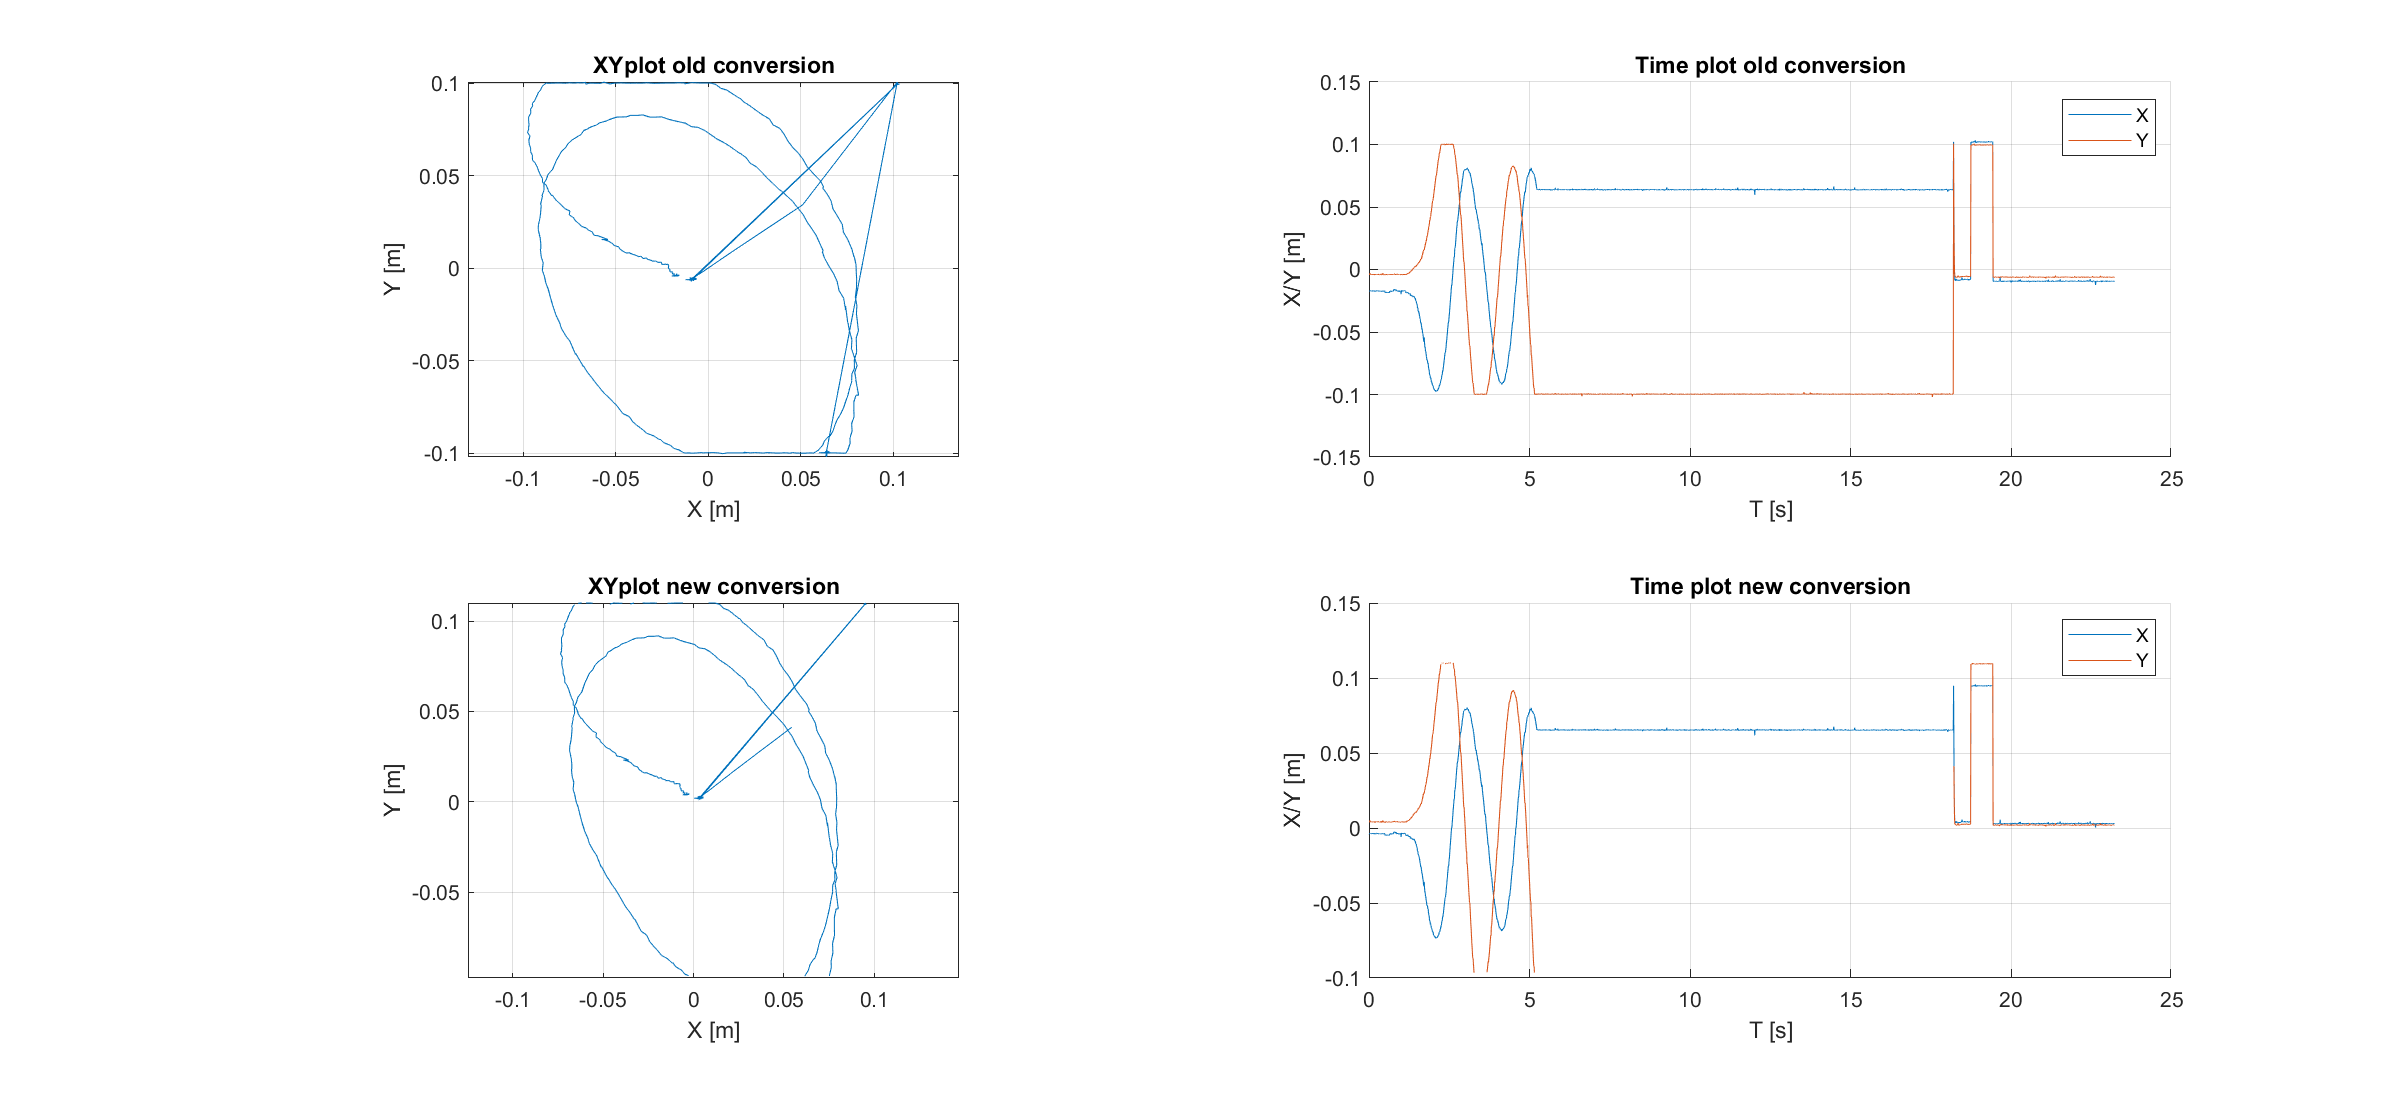 XYplot old conversion
0.1
0.05
0
-0.05
-0.1
Y [m]
-0.1 -0.05 0 0.05 0.1
X [m]
Time plot old conversion
0.15
0.1
0.05
0
-0.05
-0.1
-0.15
X/Y [m]
X
Y
0 5 10 15 20 25
T [s]
XYplot new conversion
0.1
0.05
0
-0.05
Y [m]
-0.1 -0.05 0 0.05 0.1
X [m]
Time plot new conversion
0.15
0.1
0.05
0
-0.05
-0.1
X/Y [m]
X
Y
0 5 10 15 20 25
T [s]